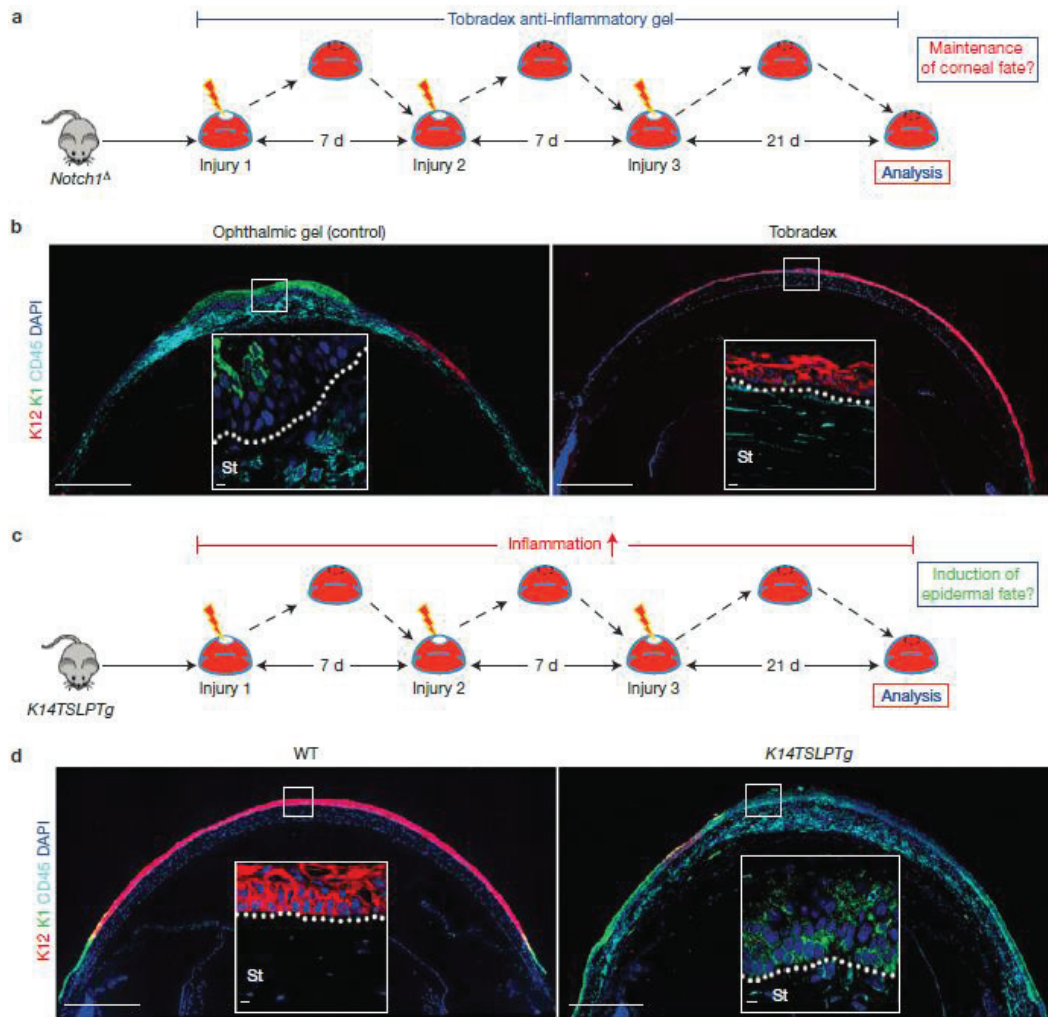 a
Tobradex anti-inflammatory gel
Maintenance
of corneal fate?
7 d
7 d
21 d
Injury 1
Injury 2
Injury 3
Analysis
Notch1Δ
b
Ophthalmic gel (control)
Tobradex
K12 K1 CD45 DAPI
St
St
c
Inflammation ↑
Induction of
epidermal fate?
7 d
7 d
21 d
Injury 1
Injury 2
Injury 3
Analysis
K14TSLPTg
d
WT
K14TSLPTg
K12 K1 CD45 DAPI
St
St